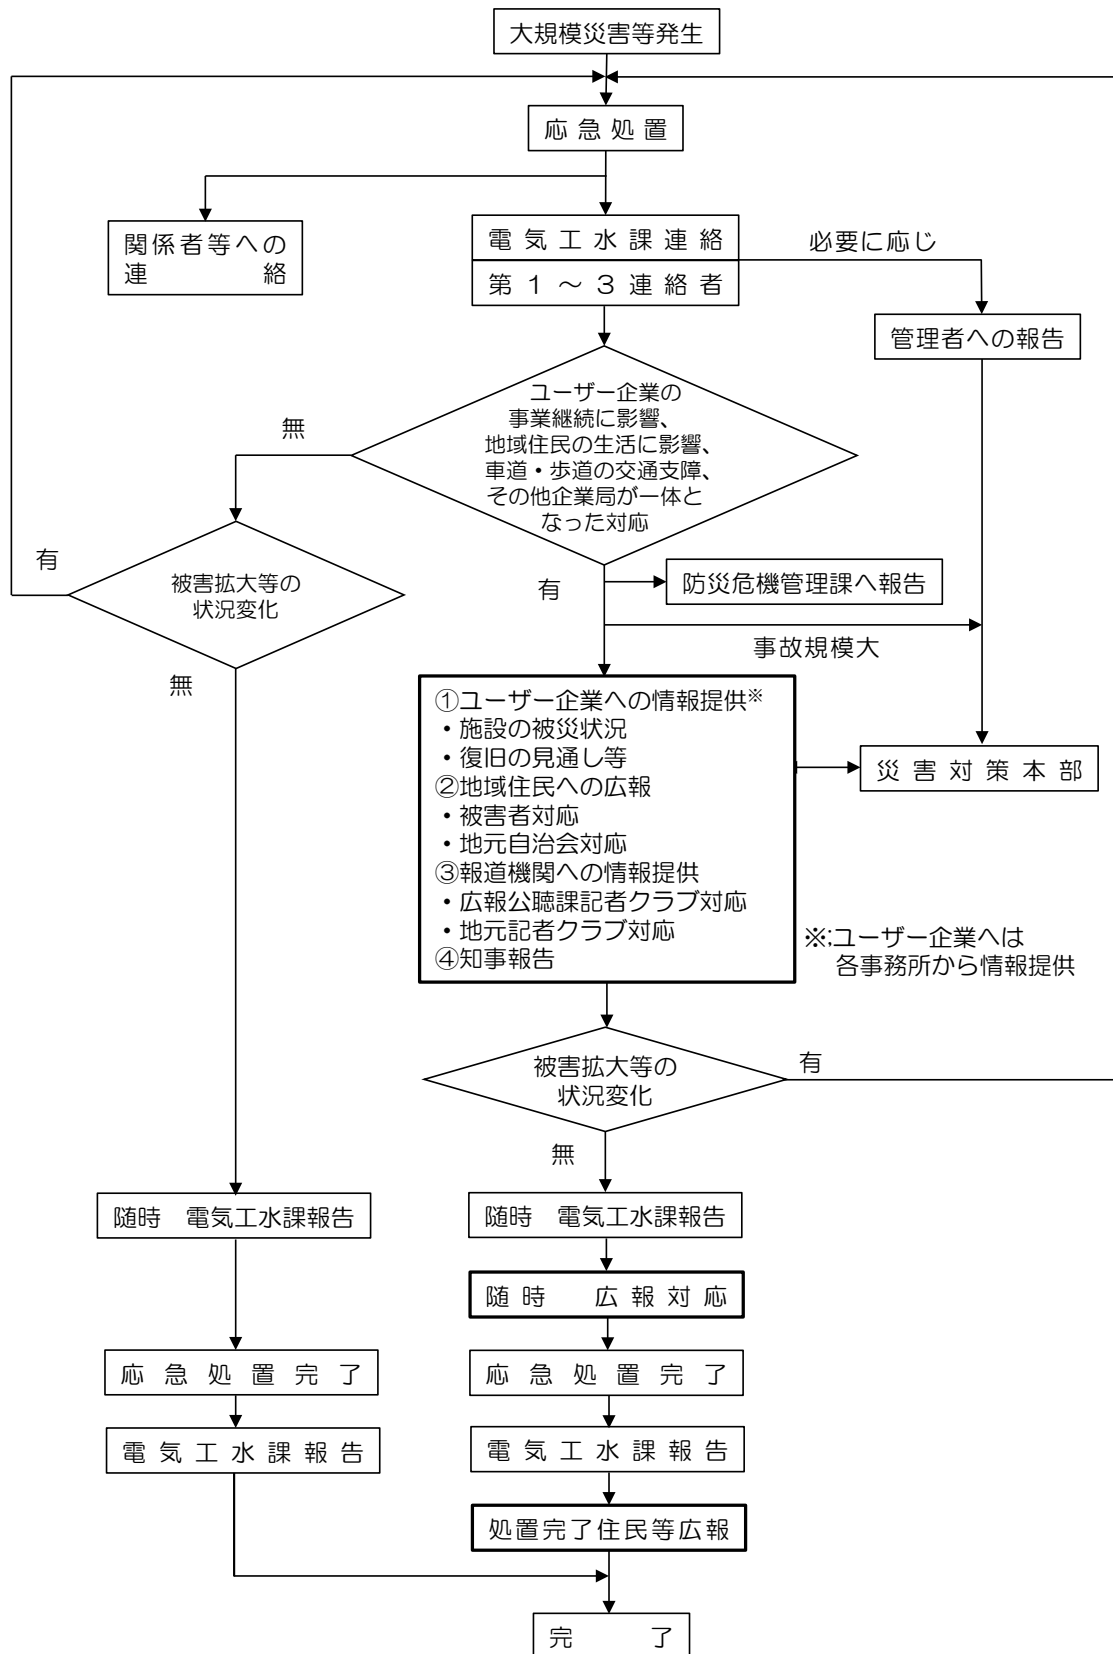 大規模災害等発生
応急処置
関係者等への
連　　　絡
電気工水課連絡
第１～３連絡者
必要に応じ
管理者への報告
ユーザー企業の
事業継続に影響、
地域住民の生活に影響、
車道・歩道の交通支障、
その他企業局が一体と
なった対応
無
有
被害拡大等の
状況変化
有
無
防災危機管理課へ報告
事故規模大
①ユーザー企業への情報提供※
・施設の被災状況
・復旧の見通し等
②地域住民への広報
・被害者対応
・地元自治会対応
③報道機関への情報提供
・広報公聴課記者クラブ対応
・地元記者クラブ対応
④知事報告
災害対策本部
※;ユーザー企業へは
各事務所から情報提供
被害拡大等の
状況変化
有
無
随時　電気工水課報告
随時　電気工水課報告
随時　広報対応
応急処置完了
応急処置完了
電気工水課報告
電気工水課報告
処置完了住民等広報
完　　　了